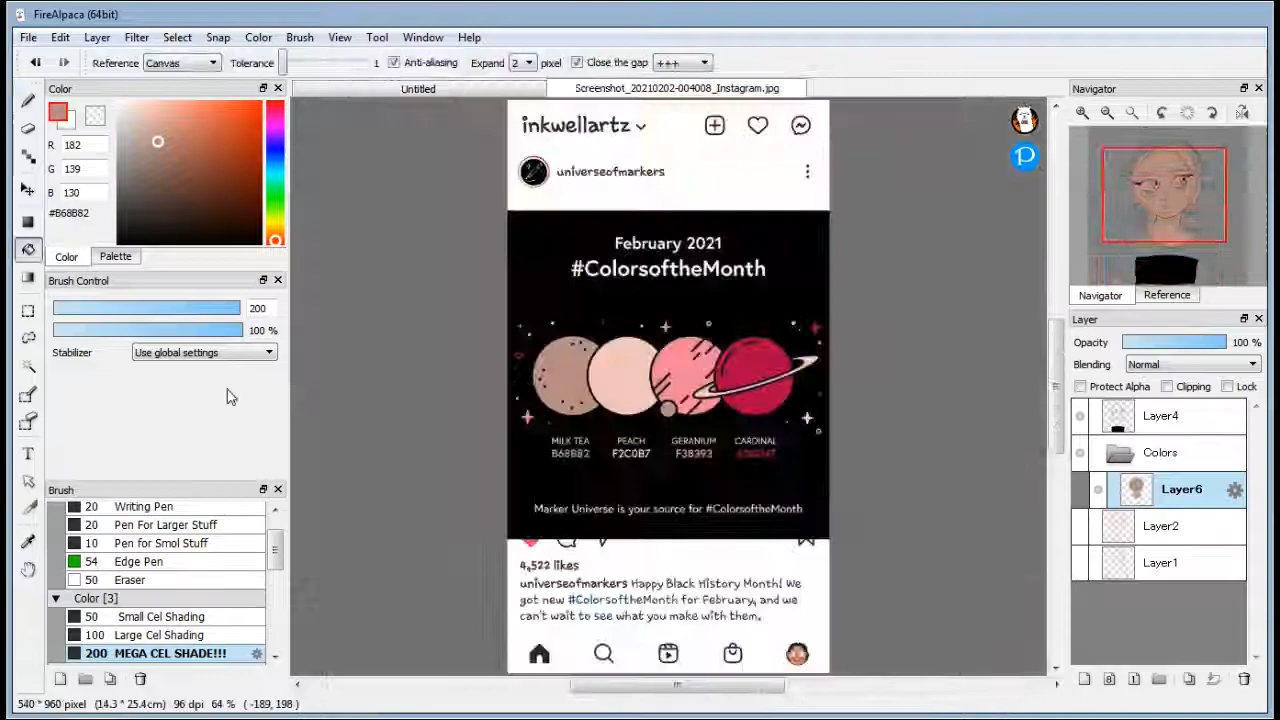 FireAlpaca (64bit)
File Edit Layer Filter Select Snap Color Brush View Tool Window Help
Reference Canvas Tolerance 1 Anti-aliasing Expand 2 pixel Close the gap +++
Color
Untitled
Screenshot_20210202-004008_Instagram.jpg
Navigator
R 182
G 139
B 130
#B68B82
Color Palette
Brush Control
200
100 %
Stabilizer Use global settings
Brush
20 Writing Pen
20 Pen For Larger Stuff
10 Pen for Smol Stuff
54 Edge Pen
50 Eraser
Color [3]
50 Small Cel Shading
100 Large Cel Shading
200 MEGA CEL SHADE!!!
540 * 960 pixel (14.3 * 25.4cm) 96 dpi 64 % ( -189, 198 )
inkwellartz
universeofmarkers
February 2021
#ColorsoftheMonth
MILK TEA PEACH GERANIUM CARDINAL
B68B82 F2C0B7 F38393
Marker Universe is your source for #ColorsoftheMonth
4,522 likes
universeofmarkers Happy Black History Month! We
got new #ColorsoftheMonth for February, and we
can't wait to see what you make with them.
Navigator Reference
Layer
Opacity 100 %
Blending Normal
Protect Alpha Clipping Lock
Layer4
Colors
Layer6
Layer2
Layer1